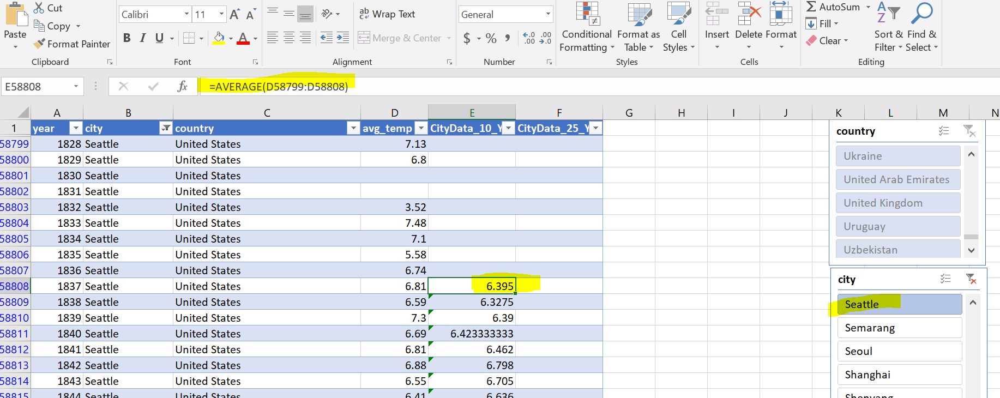 Cut
Copy
Format Painter
Paste
Clipboard
Calibri 11 A A
B I U A
Font
ab Wrap Text
Merge & Center
Alignment
General
$ % , .0 .00 .00 .0
Number
Conditional Formatting
Format as Table
Cell Styles
Styles
Insert Delete Format
Cells
Σ AutoSum
Fill
Clear
A Z
Sort & Filter
Find & Select
Editing
E58808 fx =AVERAGE(D58799:D58808)
A B C D E F G H I J K L M N
1 year city country avg_temp CityData_10_Y CityData_25_Y
58799 1828 Seattle United States 7.13
58800 1829 Seattle United States 6.8
58801 1830 Seattle United States
58802 1831 Seattle United States
58803 1832 Seattle United States 3.52
58804 1833 Seattle United States 7.48
58805 1834 Seattle United States 7.1
58806 1835 Seattle United States 5.58
58807 1836 Seattle United States 6.74
58808 1837 Seattle United States 6.81 6.395
58809 1838 Seattle United States 6.59 6.3275
58810 1839 Seattle United States 7.3 6.39
58811 1840 Seattle United States 6.69 6.423333333
58812 1841 Seattle United States 6.81 6.462
58813 1842 Seattle United States 6.88 6.798
58814 1843 Seattle United States 6.55 6.705
58815 1844 Seattle United States 6.41 6.636
country
Ukraine
United Arab Emirates
United Kingdom
Uruguay
Uzbekistan
city
Seattle
Semarang
Seoul
Shanghai
Shenyang